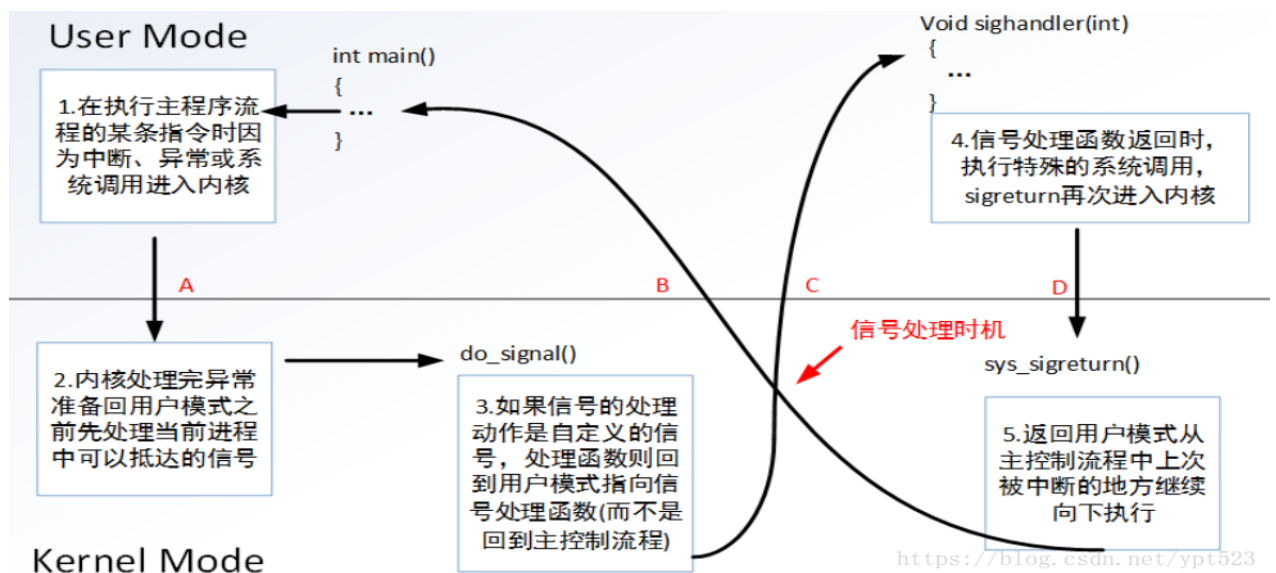 User Mode
int main()
{
...
}
1.在执行主程序流
程的某条指令时因
为中断、异常或系
统调用进入内核
Void sighandler(int)
{
...
}
4.信号处理函数返回时，
执行特殊的系统调用，
sigreturn再次进入内核
A
B
C
D
信号处理时机
2.内核处理完异常
准备回用户模式之
前先处理当前进程
中可以抵达的信号
do_signal()
3.如果信号的处理
动作是自定义的信
号，处理函数则回
到用户模式指向信
号处理函数(而不是
回到主控制流程)
sys_sigreturn()
5.返回用户模式从
主控制流程中上次
被中断的地方继续
向下执行
Kernel Mode
https://blog.csdn.net/ypt523